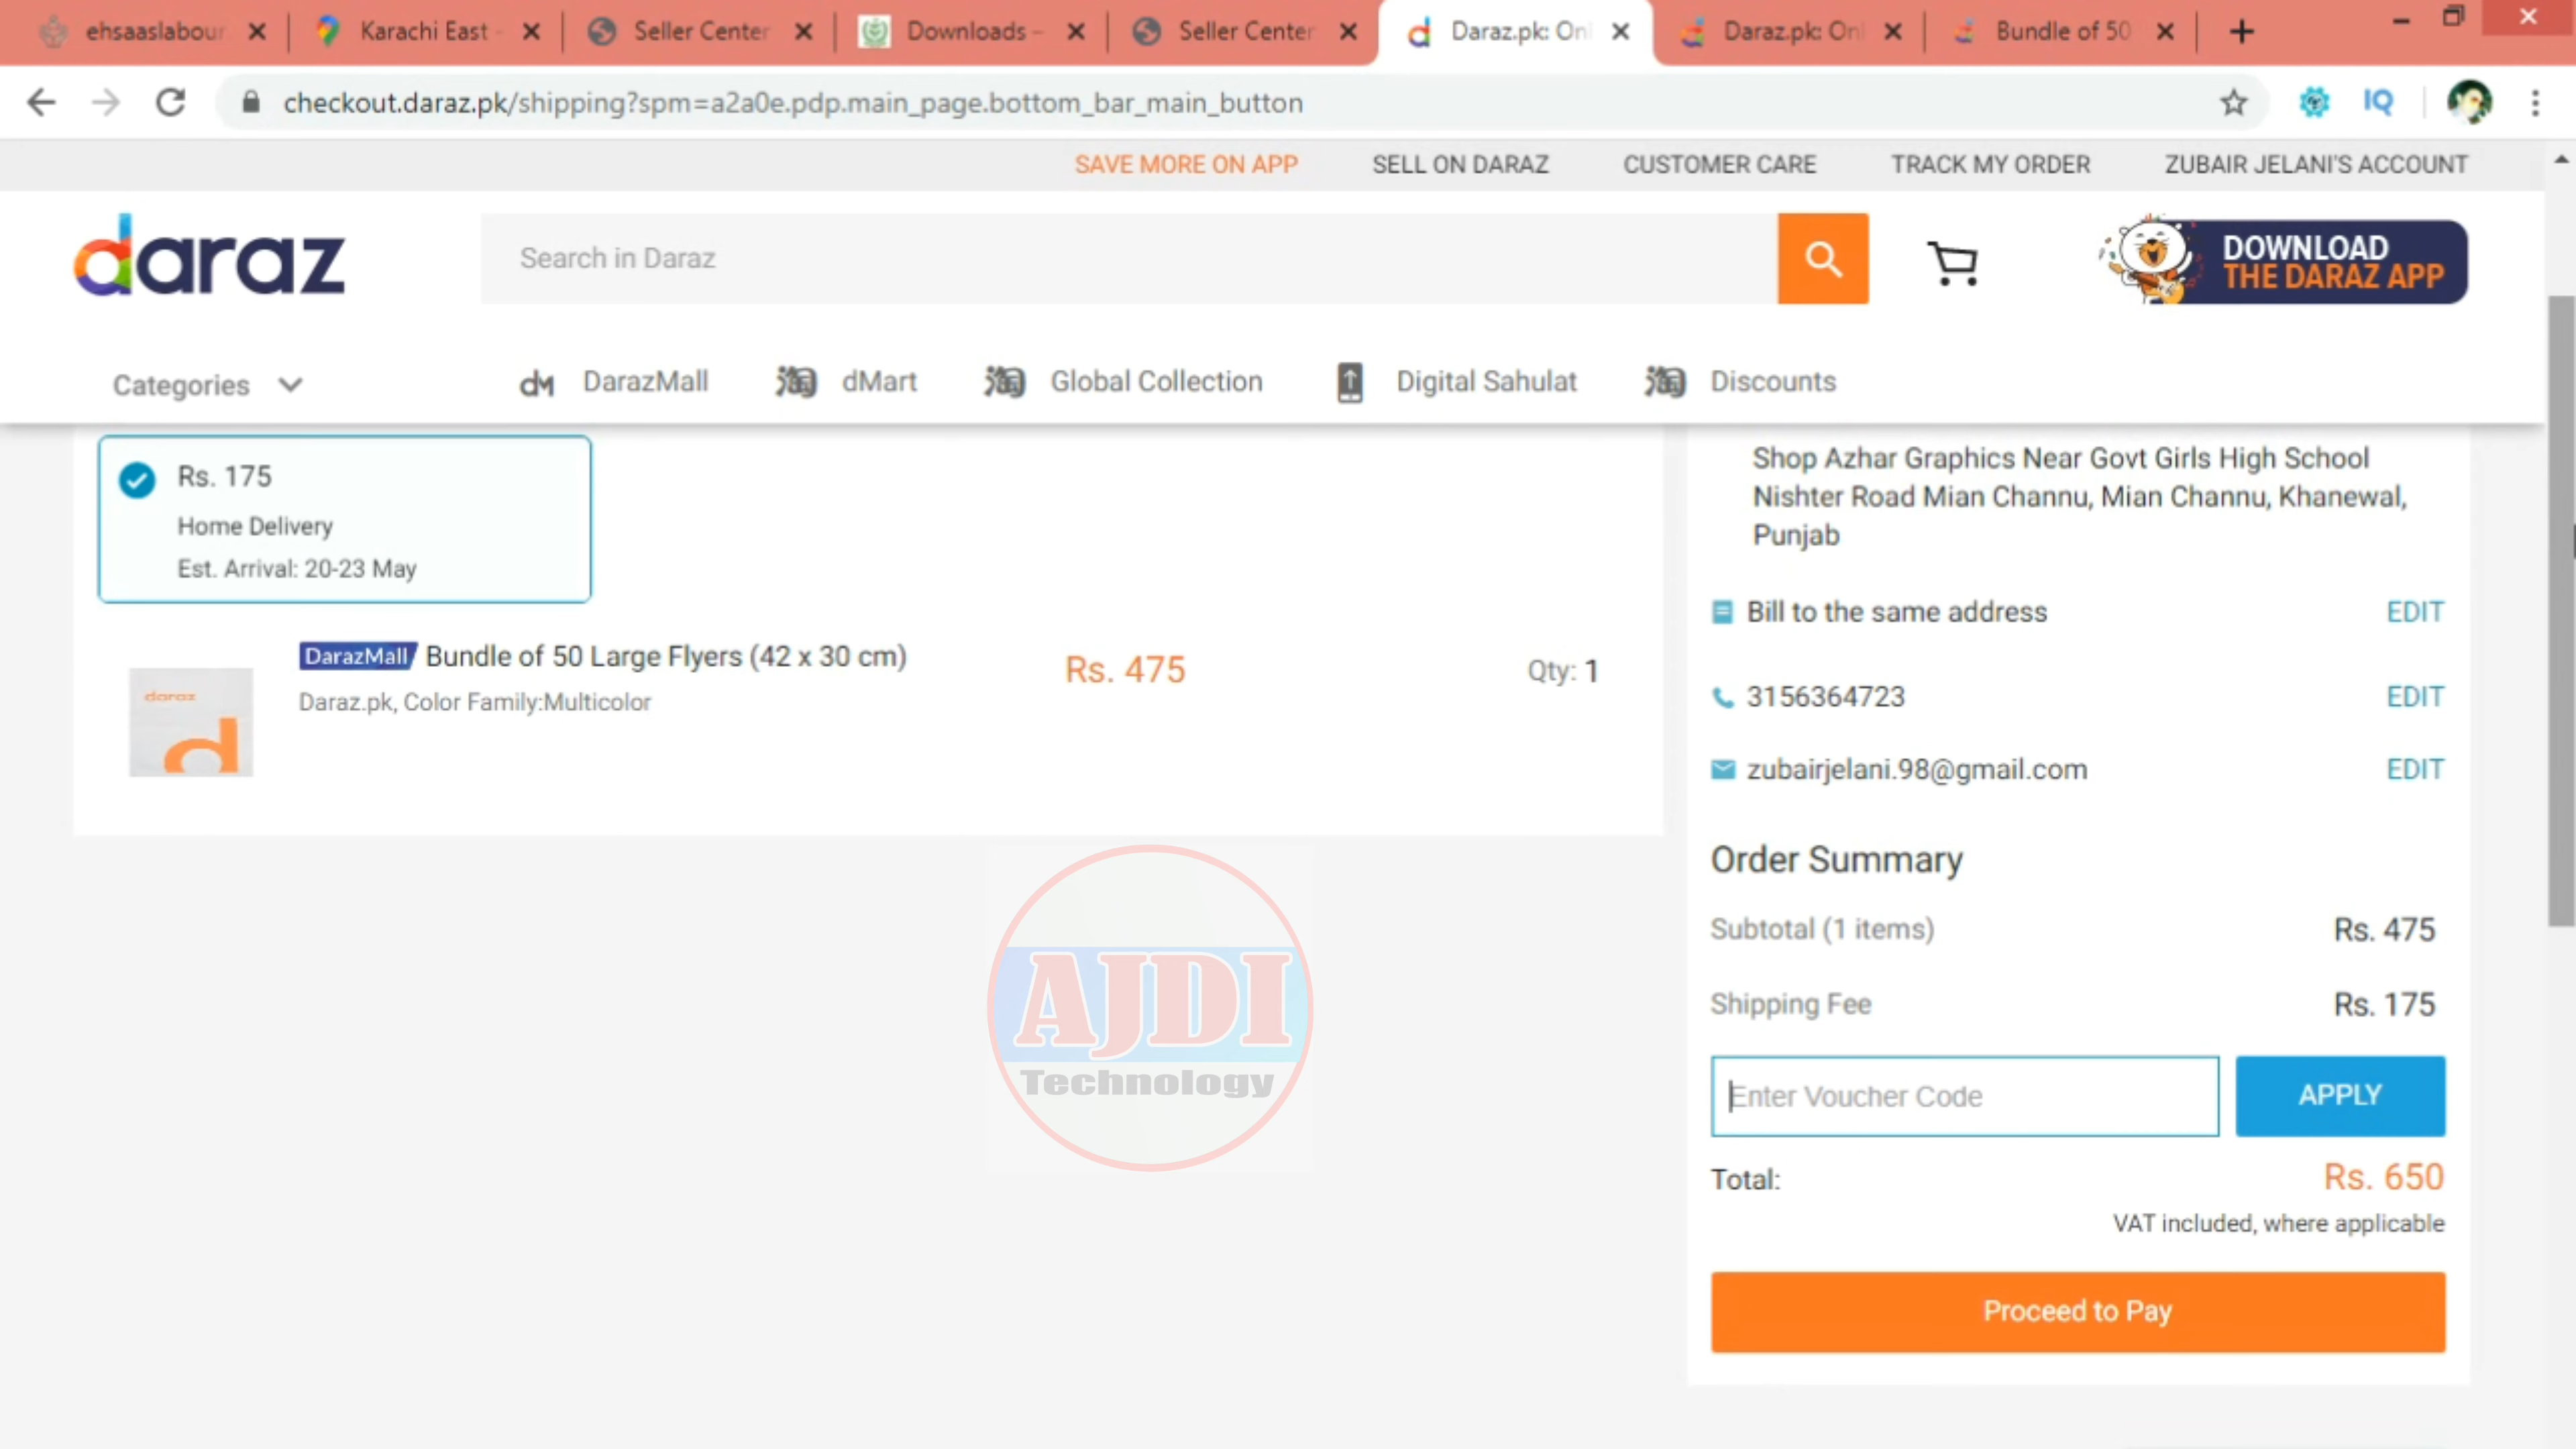 ehsaaslabour
Karachi East -
Seller Center
Downloads –
Seller Center
Daraz.pk: Onl
Daraz.pk: Onl
Bundle of 50
checkout.daraz.pk/shipping?spm=a2a0e.pdp.main_page.bottom_bar_main_button
IQ
SAVE MORE ON APP
SELL ON DARAZ
CUSTOMER CARE
TRACK MY ORDER
ZUBAIR JELANI'S ACCOUNT
daraz
Search in Daraz
DOWNLOAD
THE DARAZ APP
Categories
DarazMall
dMart
Global Collection
Digital Sahulat
Discounts
Rs. 175
Home Delivery
Est. Arrival: 20-23 May
DarazMall Bundle of 50 Large Flyers (42 x 30 cm)
Daraz.pk, Color Family:Multicolor
Rs. 475
Qty: 1
daraz
d
Shop Azhar Graphics Near Govt Girls High School
Nishter Road Mian Channu, Mian Channu, Khanewal,
Punjab
Bill to the same address
EDIT
3156364723
EDIT
zubairjelani.98@gmail.com
EDIT
Order Summary
Subtotal (1 items)
Rs. 475
Shipping Fee
Rs. 175
Enter Voucher Code
APPLY
Total:
Rs. 650
VAT included, where applicable
Proceed to Pay
AJDI
Technology